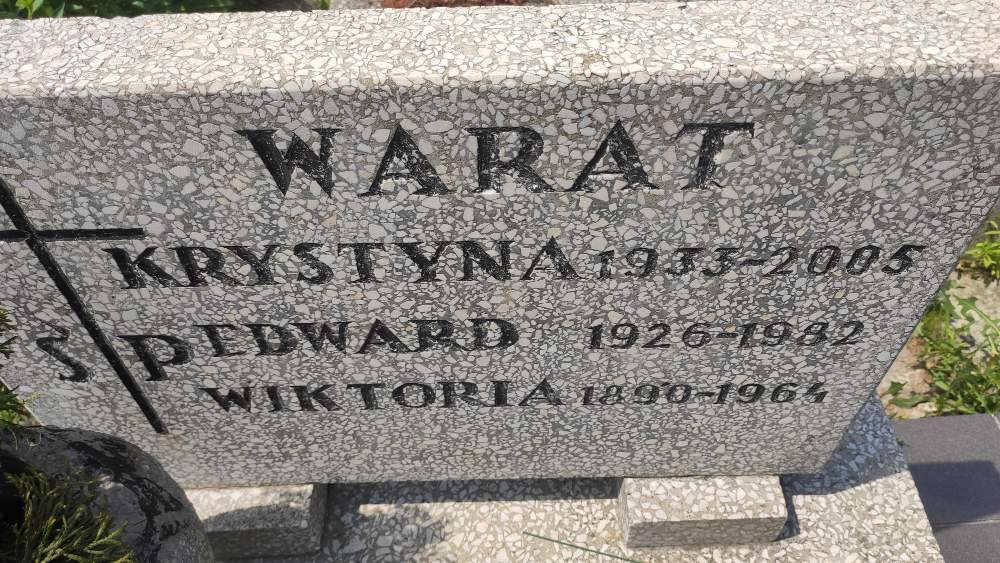 WARAT
KRYSTYNA 1933-2005
Ś P EDWARD 1926-1982
WIKTORIA 1890-1964